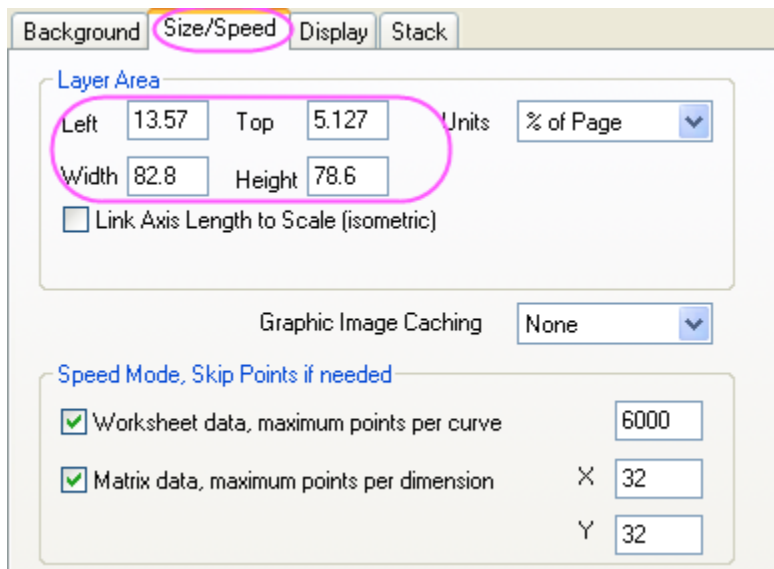 Background Size/Speed Display Stack
Layer Area
Left 13.57 Top 5.127 Units % of Page
Width 82.8 Height 78.6
Link Axis Length to Scale (isometric)
Graphic Image Caching None
Speed Mode, Skip Points if needed
Worksheet data, maximum points per curve 6000
Matrix data, maximum points per dimension X 32
Y 32